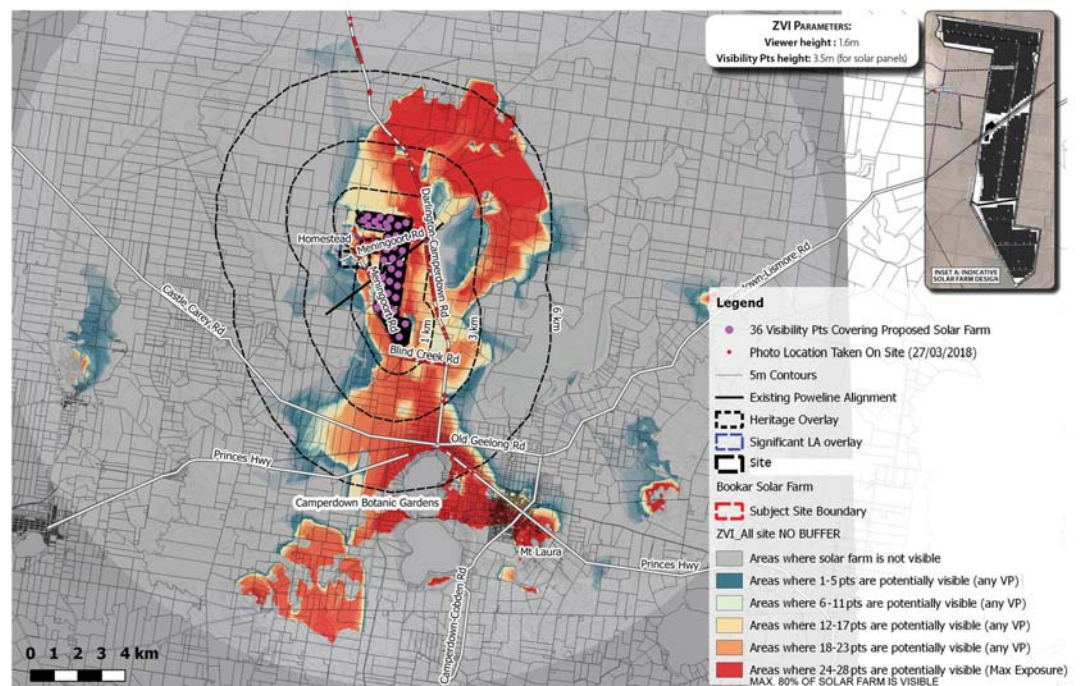 ZVI PARAMETERS:
Viewer height : 1.6m
Visibility Pts height: 3.5m (for solar panels)
INSET A: INDICATIVE
SOLAR FARM DESIGN
Homestead
Meningoort Rd
Meningoort Rd
Darlington-Camperdown Rd
Castle Carey Rd
1 km
3 km
6 km
Blind Creek Rd
Old Geelong Rd
Princes Hwy
Camperdown Botanic Gardens
Mt Laura
Princes Hwy
Camperdown-Cobden Rd
down-Lismore Rd
0 1 2 3 4 km
Legend
36 Visibility Pts Covering Proposed Solar Farm
Photo Location Taken On Site (27/03/2018)
5m Contours
Existing Poweline Alignment
Heritage Overlay
Significant LA overlay
Site
Bookar Solar Farm
Subject Site Boundary
ZVI_All site NO BUFFER
Areas where solar farm is not visible
Areas where 1-5 pts are potentially visible (any VP)
Areas where 6-11 pts are potentially visible (any VP)
Areas where 12-17pts are potentially visible (any VP)
Areas where 18-23 pts are potentially visible (any VP)
Areas where 24-28 pts are potentially visible (Max Exposure)
MAX. 80% OF SOLAR FARM IS VISIBLE